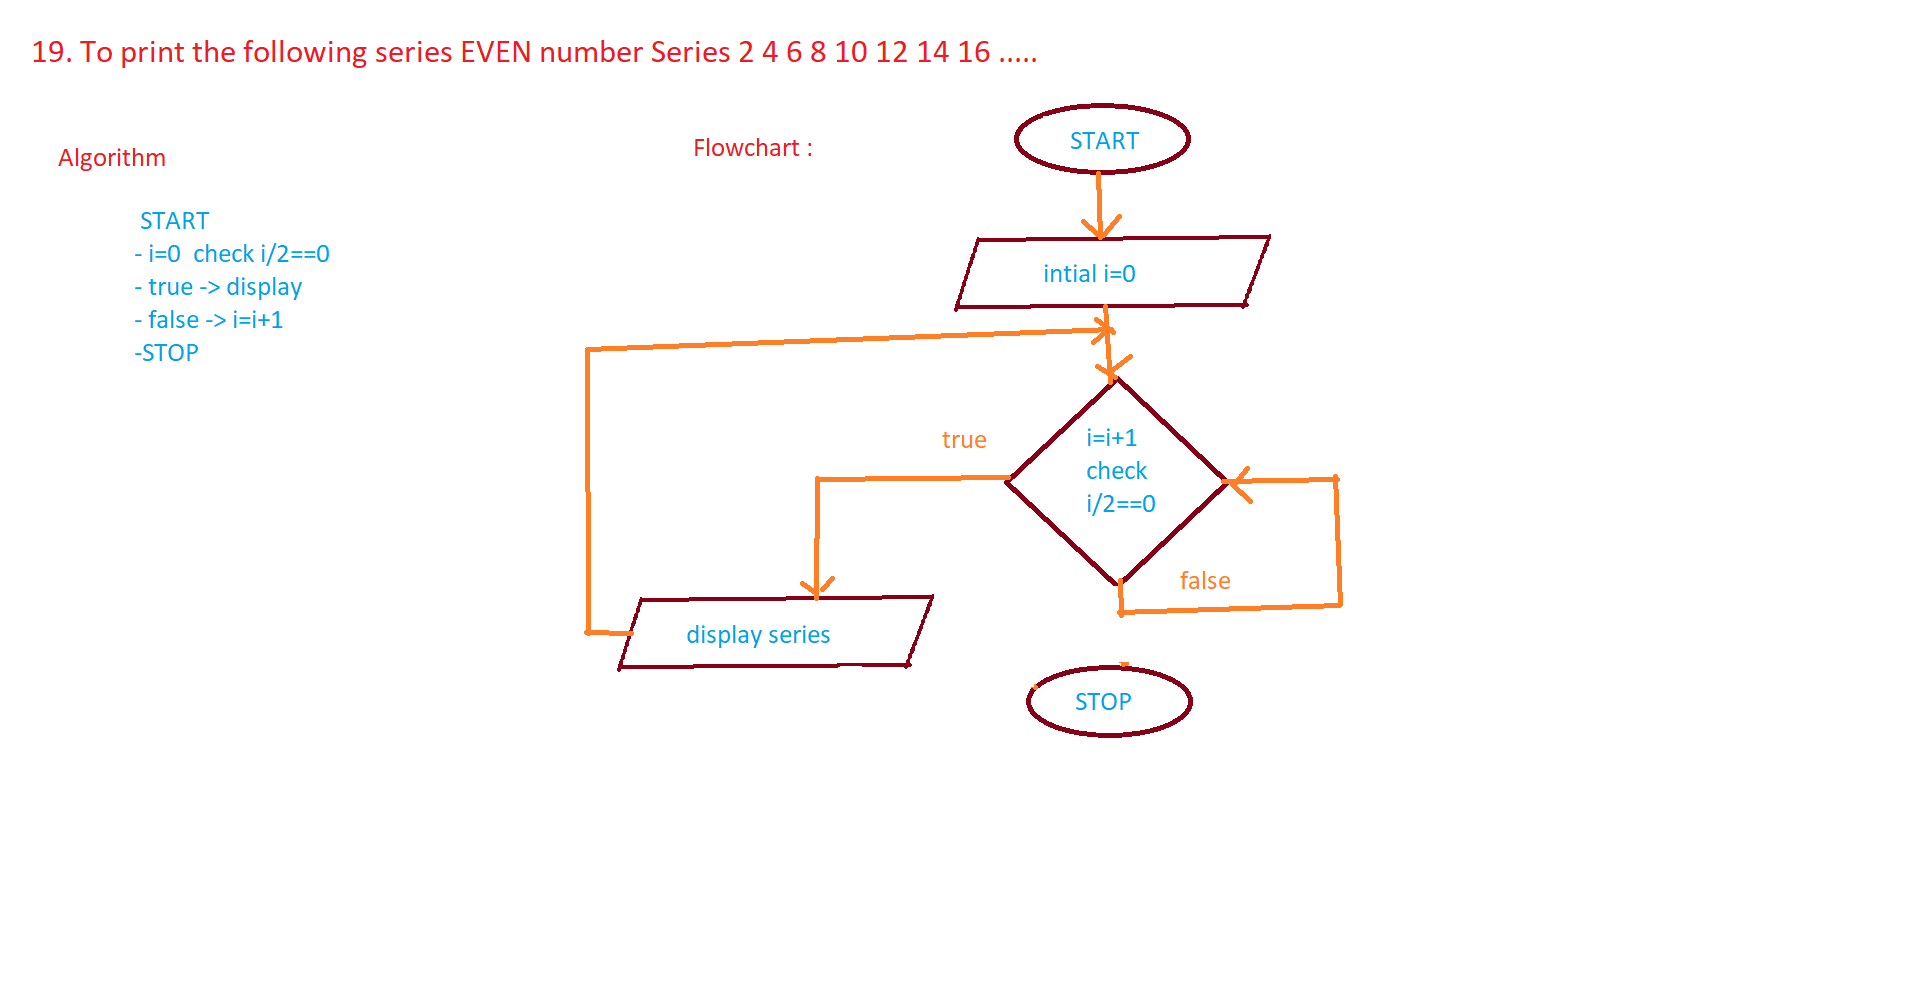 19. To print the following series EVEN number Series 2 4 6 8 10 12 14 16 .....
Algorithm
START
- i=0  check i/2==0
- true -> display
- false -> i=i+1
-STOP
Flowchart :
START
intial i=0
i=i+1
check
i/2==0
true
false
display series
STOP